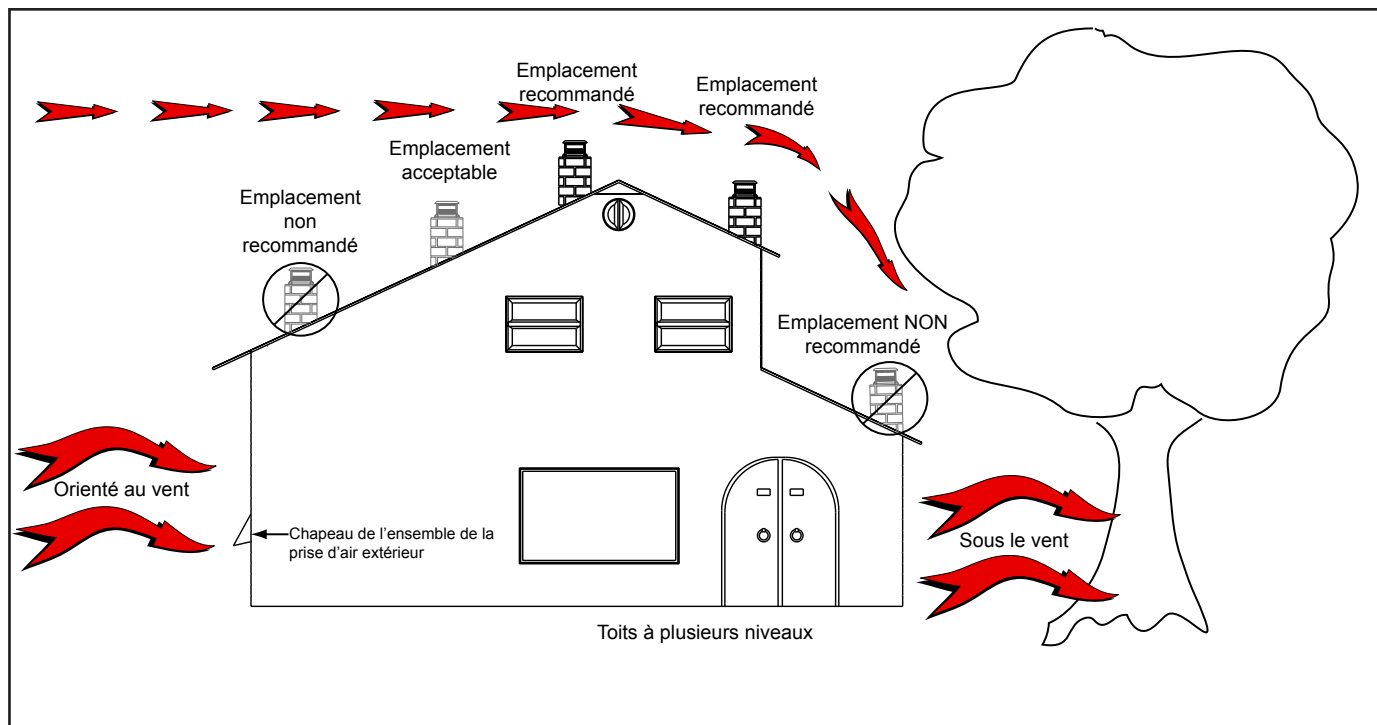 Emplacement
recommandé
Emplacement
recommandé
Emplacement
acceptable
Emplacement
non
recommandé
Emplacement NON
recommandé
Orienté au vent
Chapeau de l’ensemble de la
prise d’air extérieur
Sous le vent
Toits à plusieurs niveaux